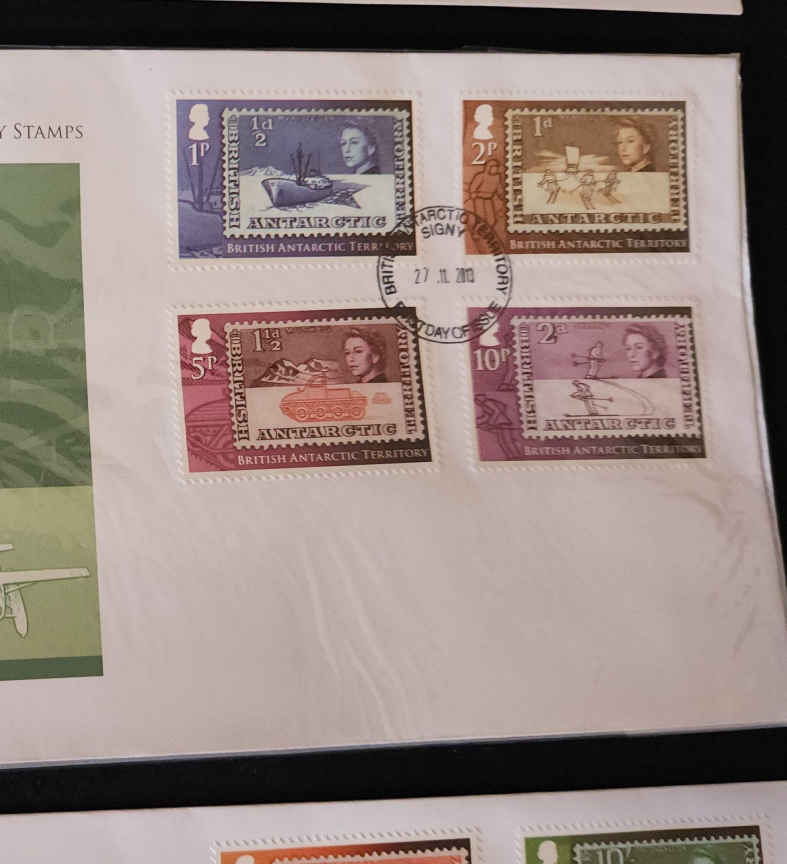 Y STAMPS
1P
½d
BRITISH
TERRITORY
ANTARCTIC
BRITISH ANTARCTIC TERRITORY
2P
1d
BRITISH
TERRITORY
ANTARCTIC
BRITISH ANTARCTIC TERRITORY
BRITISH ANTARCTIC TERRITORY
SIGNY
27 .11. 2013
FIRST DAY OF ISSUE
5P
1½d
BRITISH
TERRITORY
ANTARCTIC
BRITISH ANTARCTIC TERRITORY
10P
2d
BRITISH
TERRITORY
ANTARCTIC
BRITISH ANTARCTIC TERRITORY
10/-